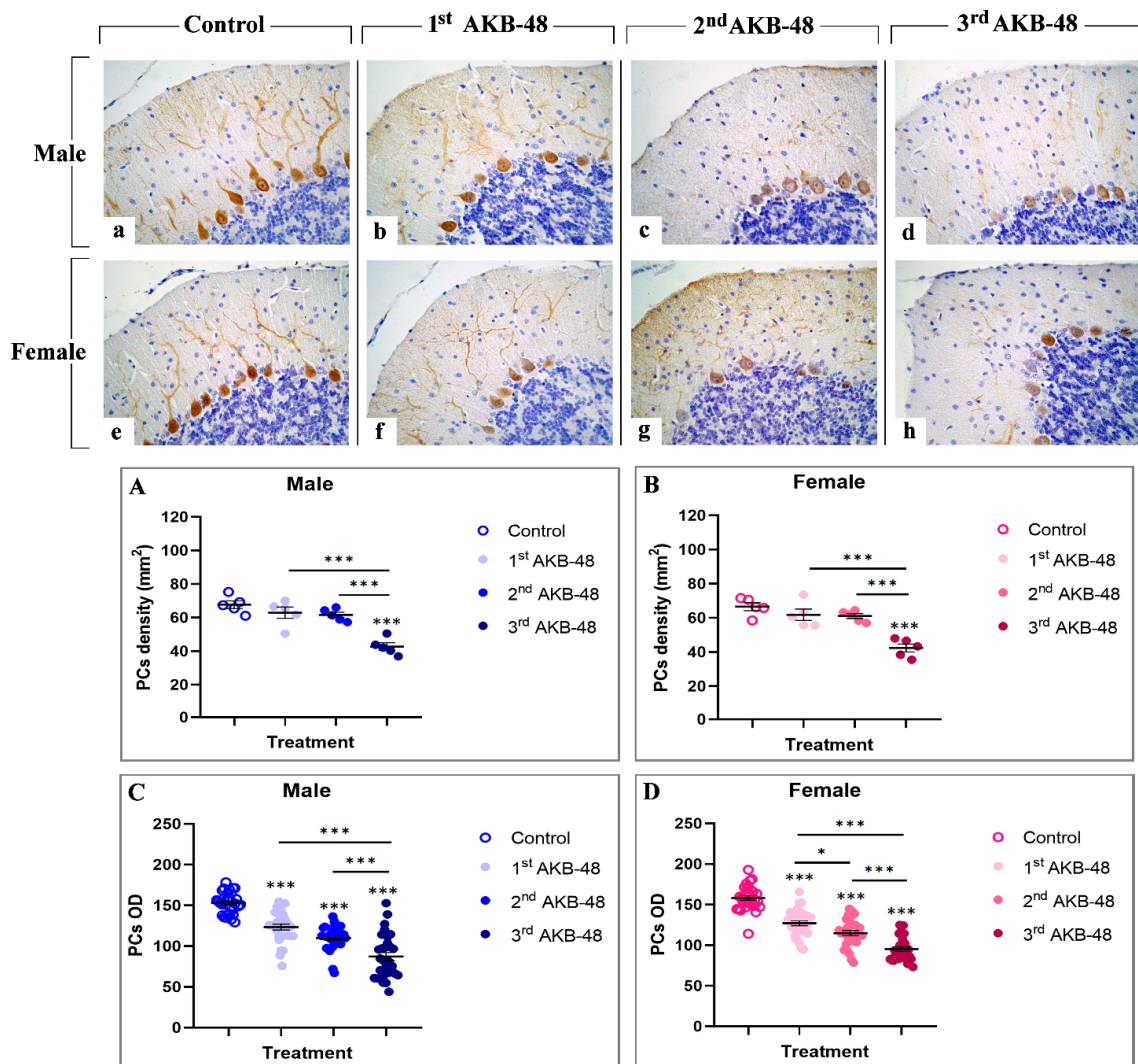 Control 1st AKB-48 2nd AKB-48 3rd AKB-48
Male
a b c d
Female
e f g h
A Male
PCs density (mm2)
120
100
80
60
40
20
0
***
***
***
Treatment
Control
1st AKB-48
2nd AKB-48
3rd AKB-48
B Female
PCs density (mm2)
120
100
80
60
40
20
0
***
***
***
Treatment
Control
1st AKB-48
2nd AKB-48
3rd AKB-48
C Male
PCs OD
250
200
150
100
50
0
***
***
*** *** ***
Treatment
Control
1st AKB-48
2nd AKB-48
3rd AKB-48
D Female
PCs OD
250
200
150
100
50
0
***
* ***
*** *** ***
Treatment
Control
1st AKB-48
2nd AKB-48
3rd AKB-48